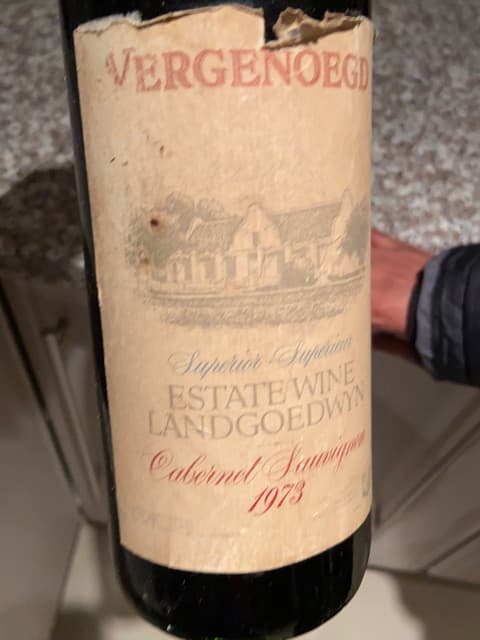 VERGENOEGD
Superior-Superieur
ESTATE WINE
LANDGOEDWYN
Cabernet Sauvignon
1973